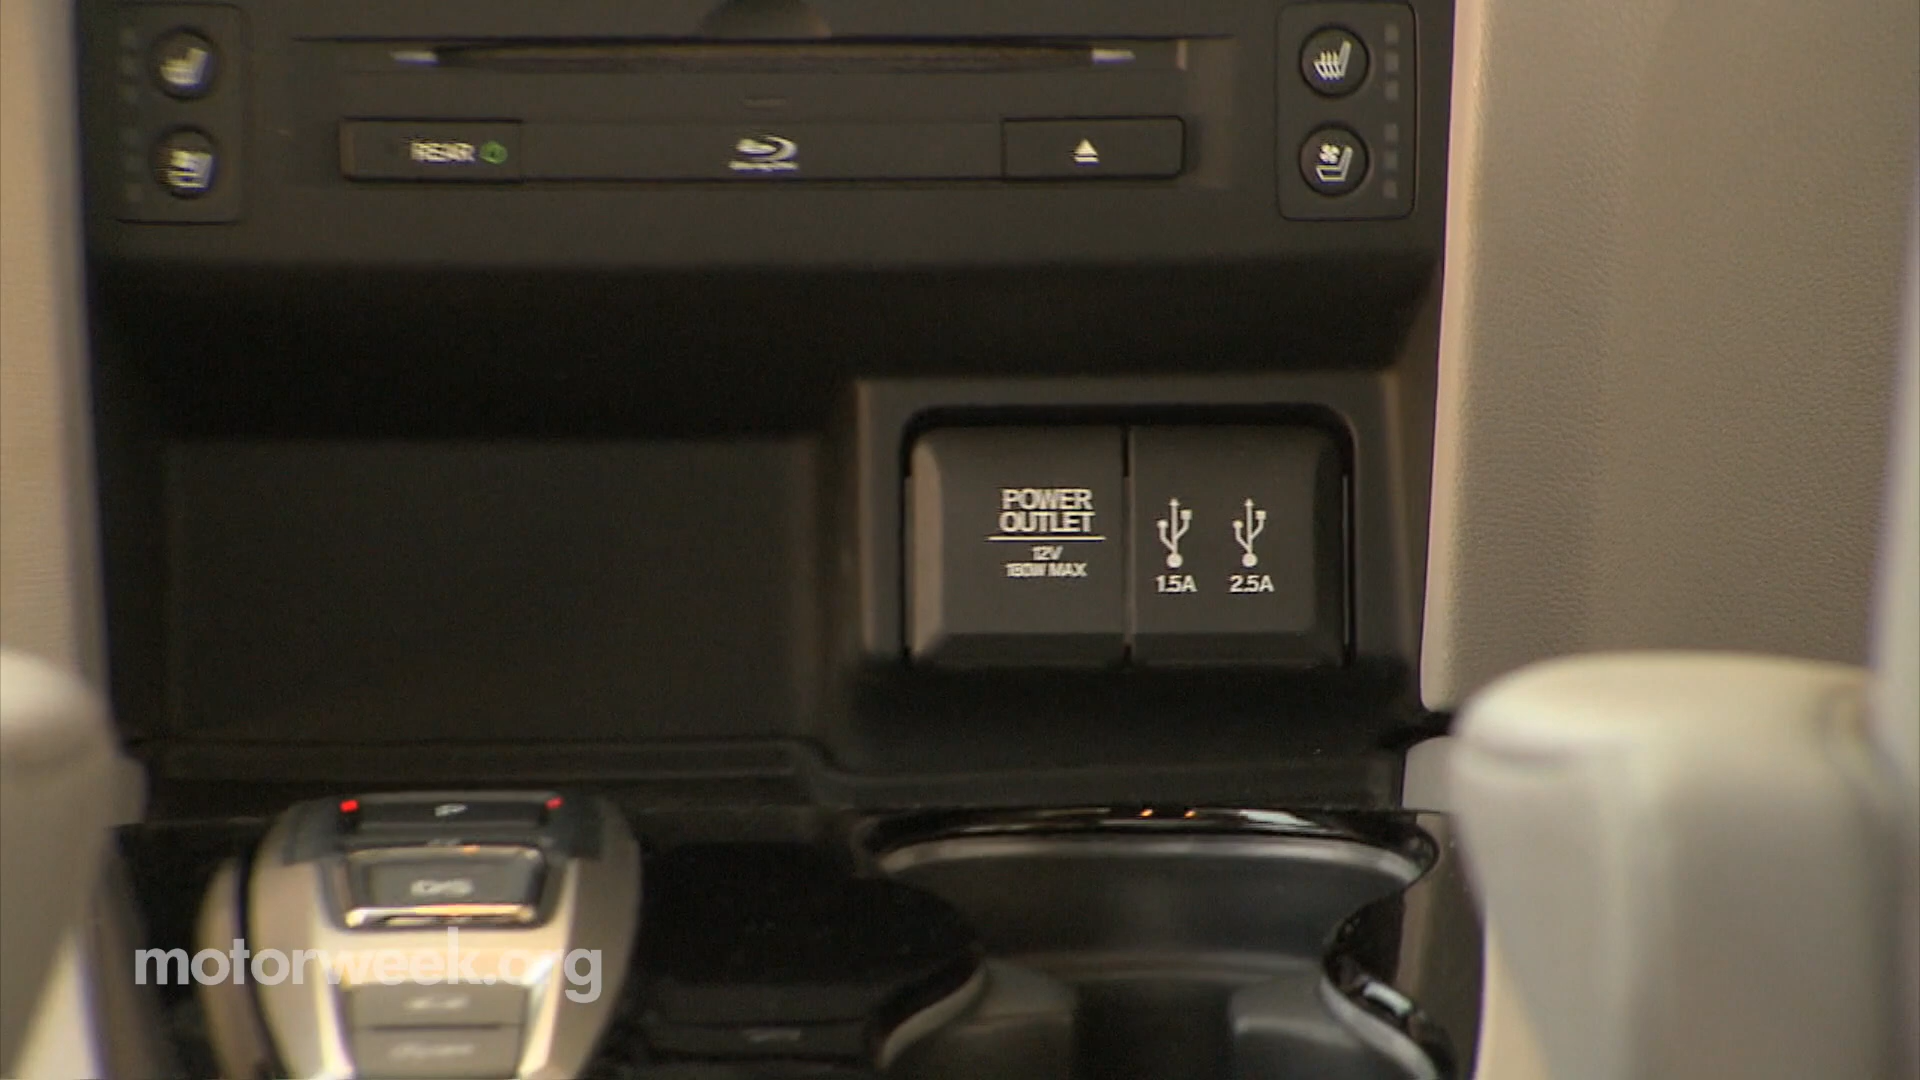 REAR
POWER
OUTLET
12V
180W MAX
1.5A
2.5A
motorweek.org